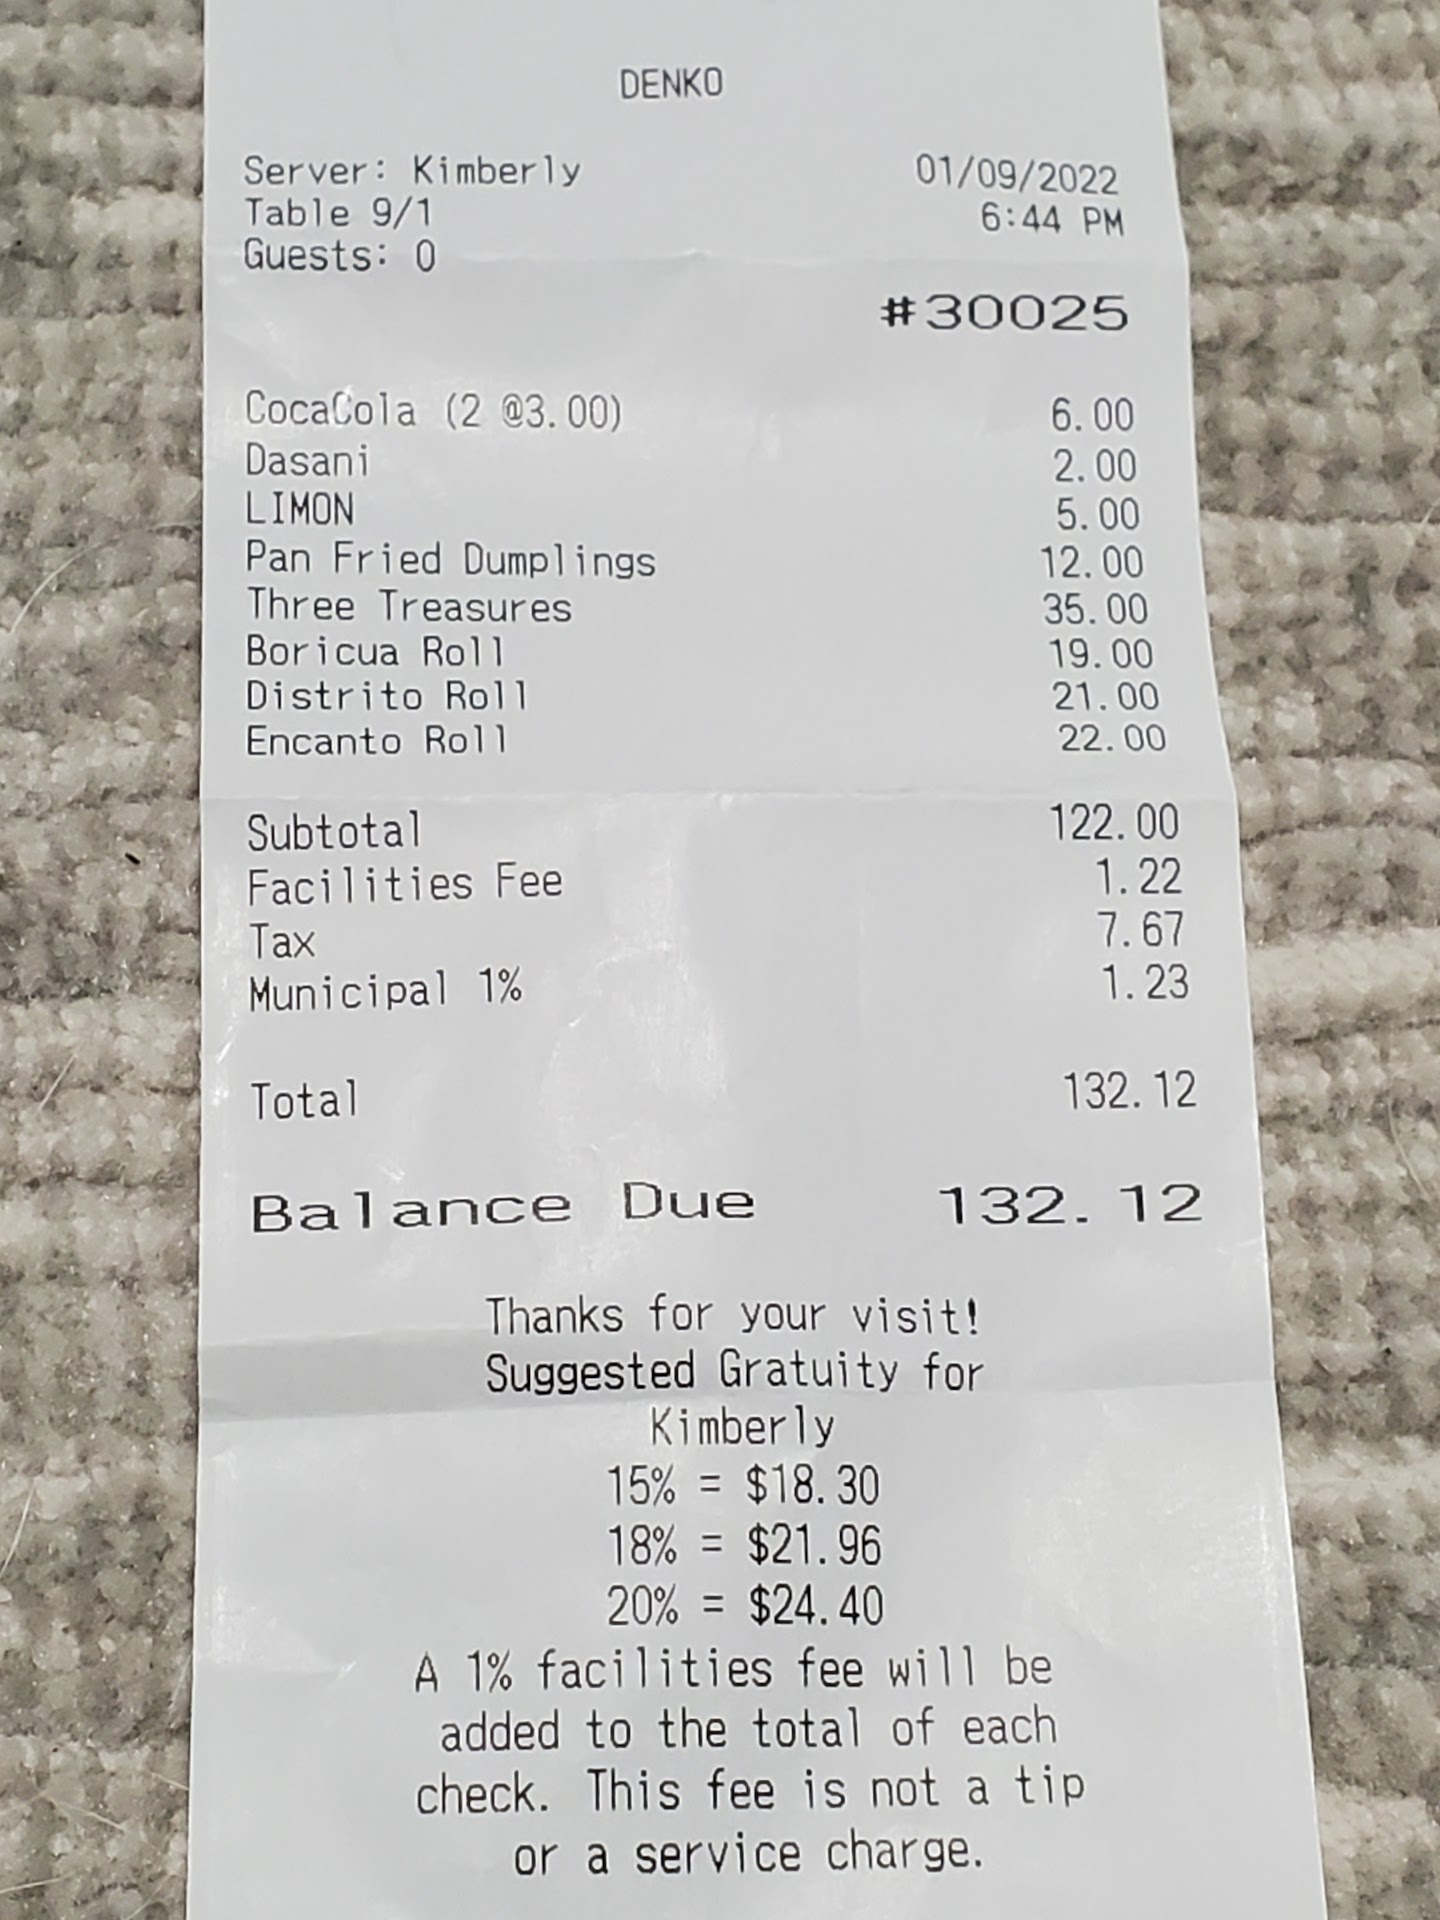 DENKO
Server: Kimberly 01/09/2022
Table 9/1 6:44 PM
Guests: 0
#30025
CocaCola (2 @3.00) 6.00
Dasani 2.00
LIMON 5.00
Pan Fried Dumplings 12.00
Three Treasures 35.00
Boricua Roll 19.00
Distrito Roll 21.00
Encanto Roll 22.00
Subtotal 122.00
Facilities Fee 1.22
Tax 7.67
Municipal 1% 1.23
Total 132.12
Balance Due 132.12
Thanks for your visit!
Suggested Gratuity for
Kimberly
15% = $18.30
18% = $21.96
20% = $24.40
A 1% facilities fee will be
added to the total of each
check. This fee is not a tip
or a service charge.